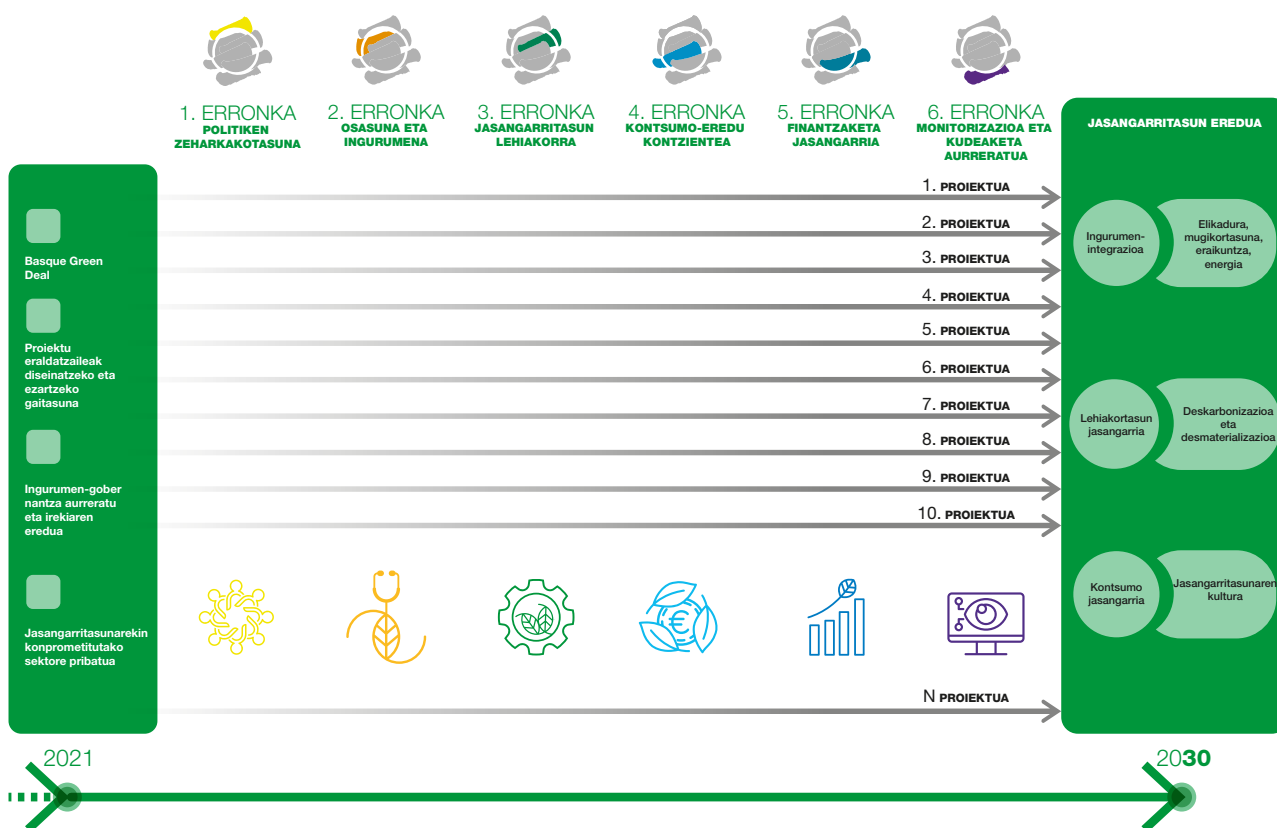 1. ERRONKA
POLITIKEN
ZEHARKAKOTASUNA
2. ERRONKA
OSASUNA ETA
INGURUMENA
3. ERRONKA
JASANGARRITASUN
LEHIAKORRA
4. ERRONKA
KONTSUMO-EREDU
KONTZIENTEA
5. ERRONKA
FINANTZAKETA
JASANGARRIA
6. ERRONKA
MONITORIZAZIOA ETA
KUDEAKETA
AURRERATUA
Basque Green
Deal
Proiektu
eraldatzaileak
diseinatzeko eta
ezartzeko
gaitasuna
Ingurumen-gober
nantza aurreratu
eta irekiaren
eredua
Jasangarritasunarekin
konprometitutako
sektore pribatua
1. PROIEKTUA
2. PROIEKTUA
3. PROIEKTUA
4. PROIEKTUA
5. PROIEKTUA
6. PROIEKTUA
7. PROIEKTUA
8. PROIEKTUA
9. PROIEKTUA
10. PROIEKTUA
N PROIEKTUA
JASANGARRITASUN EREDUA
Ingurumen-
integrazioa
Elikadura,
mugikortasuna,
eraikuntza,
energia
Lehiakortasun
jasangarria
Deskarbonizazioa
eta
desmaterializazioa
Kontsumo
jasangarria
Jasangarritasunaren
kultura
€
2021
2030